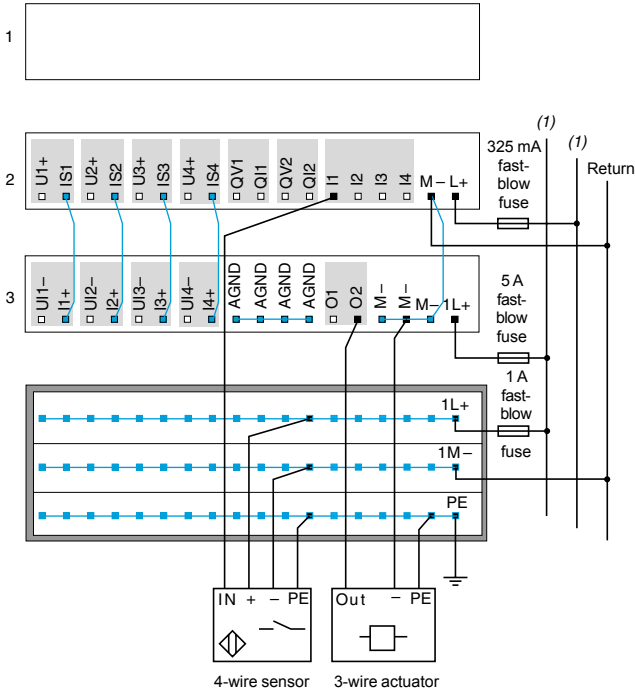 1
(1)
(1)
325 mA
fast-
blow
fuse
Return
2
U1+ IS1 U2+ IS2 U3+ IS3 U4+ IS4 QV1 QI1 QV2 QI2 I1 I2 I3 I4 M– L+
3
UI1– I1+ UI2– I2+ UI3– I3+ UI4– I4+ AGND AGND AGND AGND O1 O2 M– M– M– 1L+
5 A
fast-
blow
fuse
1 A
fast-
blow
fuse
1L+
1M–
PE
IN + – PE
Out – PE
4-wire sensor
3-wire actuator